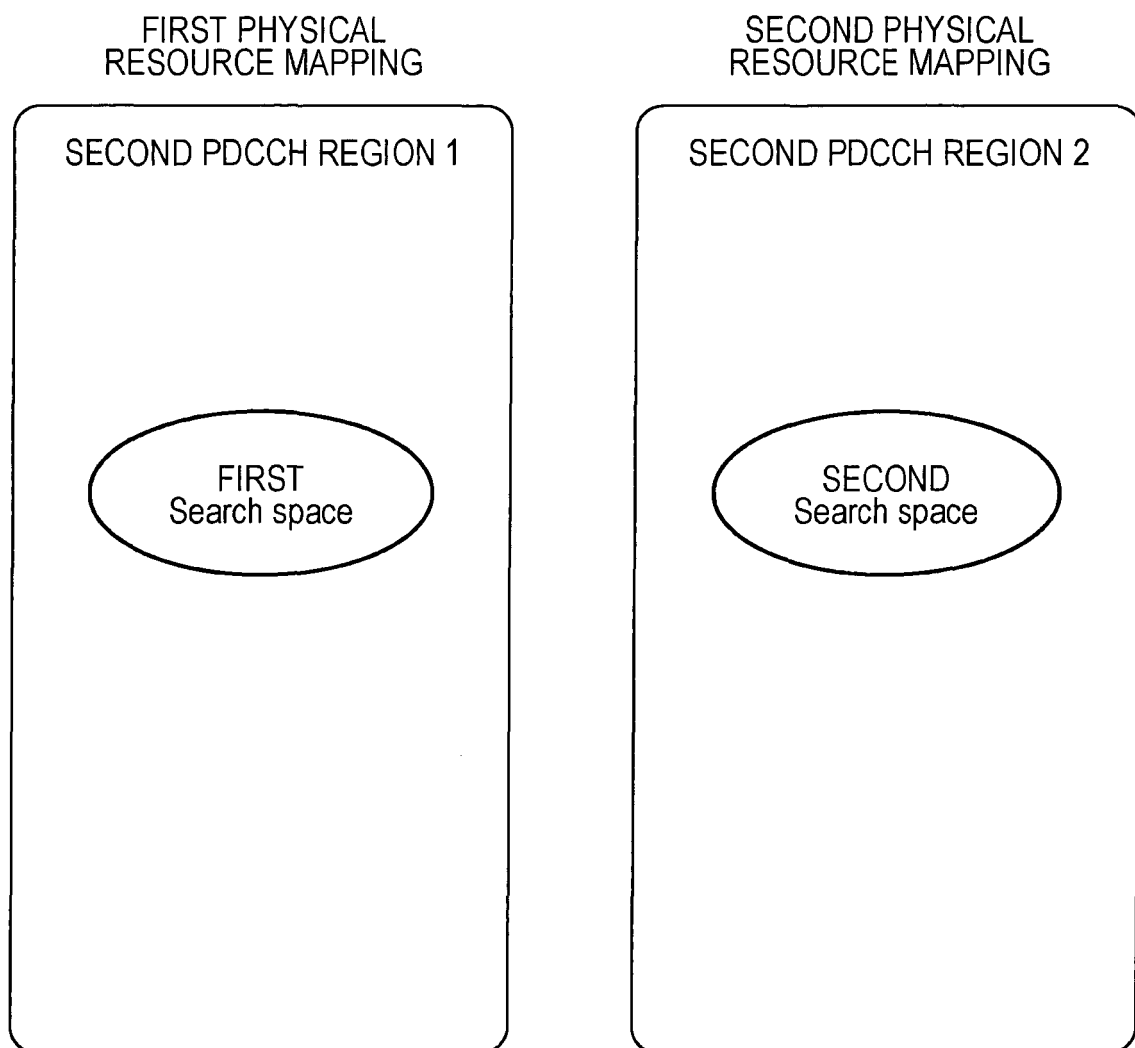 FIRST PHYSICAL
RESOURCE MAPPING
SECOND PDCCH REGION 1
FIRST
Search space
SECOND PHYSICAL
RESOURCE MAPPING
SECOND PDCCH REGION 2
SECOND
Search space